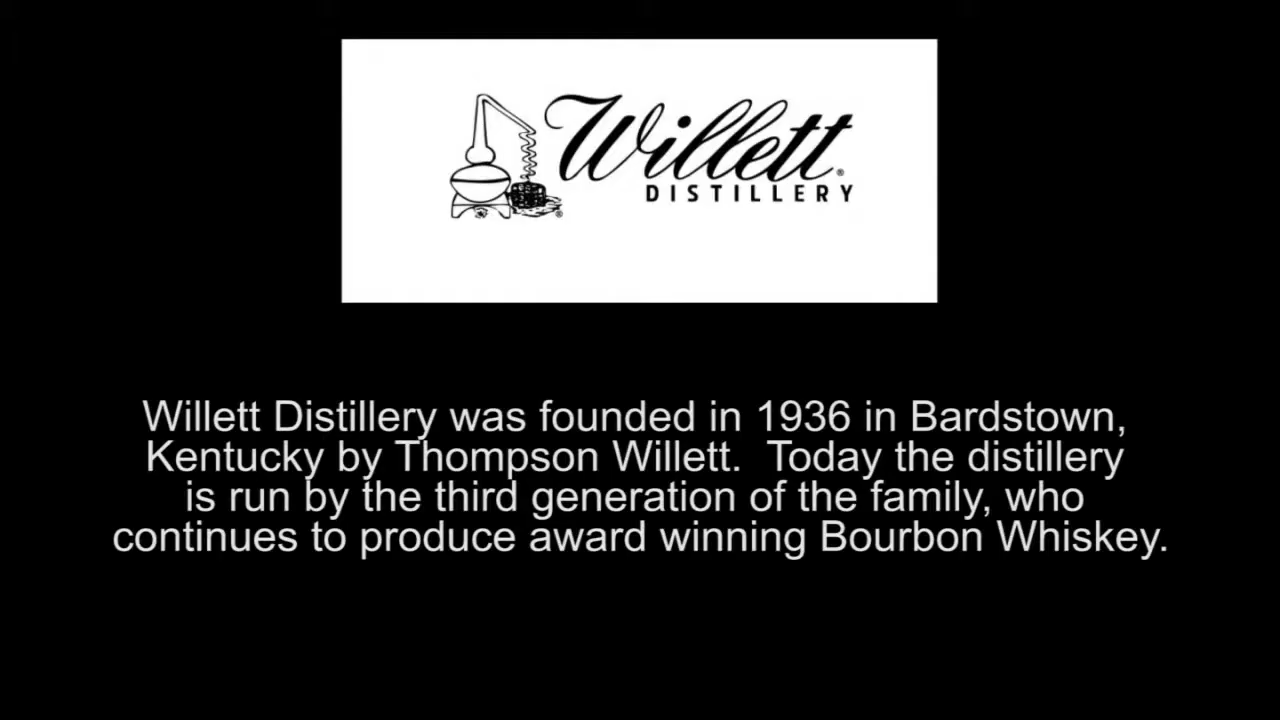 Willett®
DISTILLERY
®
Willett Distillery was founded in 1936 in Bardstown,
Kentucky by Thompson Willett.  Today the distillery
is run by the third generation of the family, who
continues to produce award winning Bourbon Whiskey.